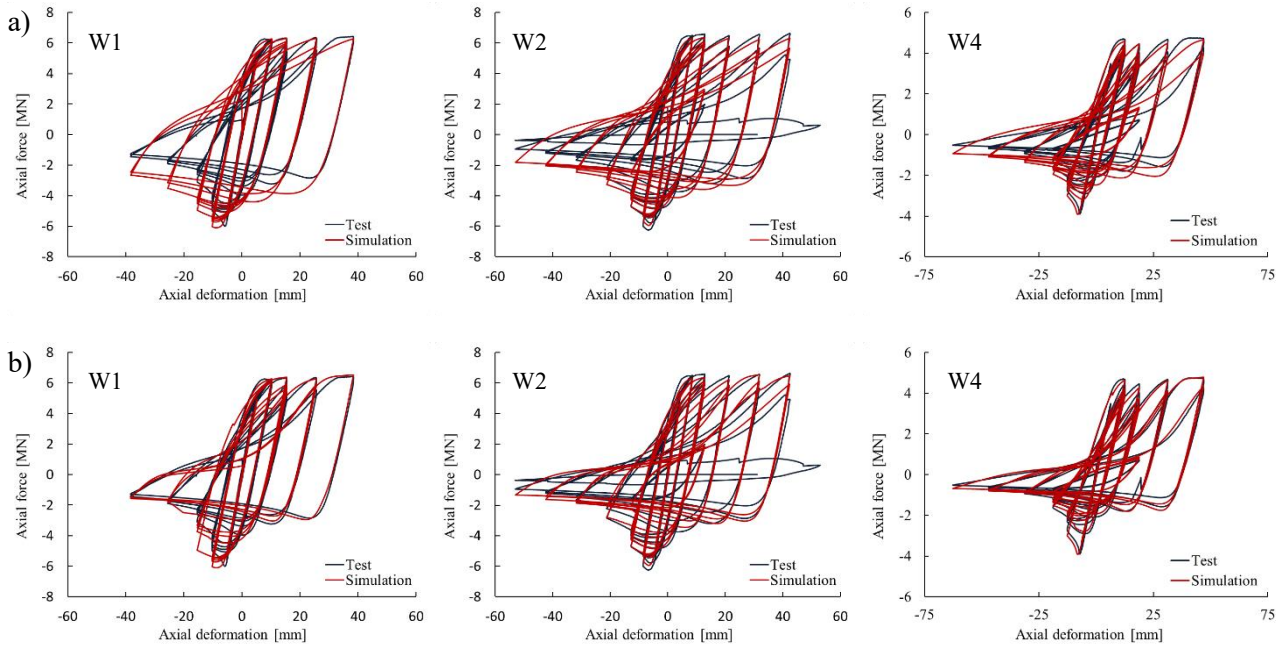 a)
W1
8
6
4
2
0
-2
-4
-6
-8
Axial force [MN]
-60 -40 -20 0 20 40 60
Axial deformation [mm]
Test
Simulation
W2
8
6
4
2
0
-2
-4
-6
-8
Axial force [MN]
-60 -40 -20 0 20 40 60
Axial deformation [mm]
Test
Simulation
W4
6
4
2
0
-2
-4
-6
Axial force [MN]
-75 -25 25 75
Axial deformation [mm]
Test
Simulation
b)
W1
8
6
4
2
0
-2
-4
-6
-8
Axial force [MN]
-60 -40 -20 0 20 40 60
Axial deformation [mm]
Test
Simulation
W2
8
6
4
2
0
-2
-4
-6
-8
Axial force [MN]
-60 -40 -20 0 20 40 60
Axial deformation [mm]
Test
Simulation
W4
6
4
2
0
-2
-4
-6
Axial force [MN]
-75 -25 25 75
Axial deformation [mm]
Test
Simulation